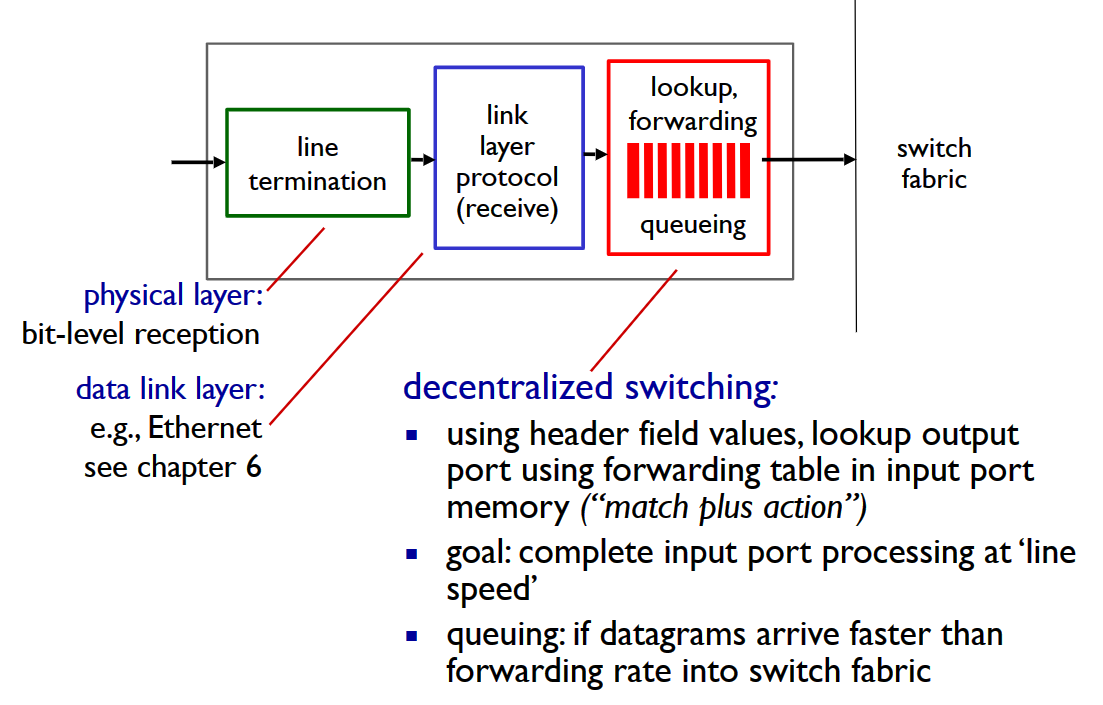 line
termination
link
layer
protocol
(receive)
lookup,
forwarding
queueing
switch
fabric
physical layer:
bit-level reception
data link layer:
e.g., Ethernet
see chapter 6
decentralized switching:
using header field values, lookup output
port using forwarding table in input port
memory (“match plus action”)
goal: complete input port processing at ‘line
speed’
queuing: if datagrams arrive faster than
forwarding rate into switch fabric